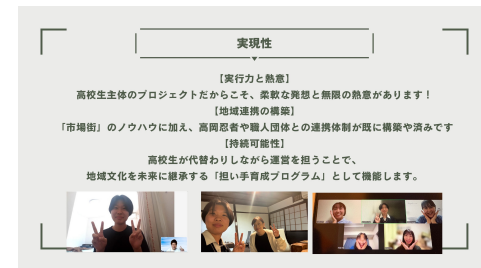 実現性
【実行力と熱意】
高校生主体のプロジェクトだからこそ、柔軟な発想と無限の熱意があります！
【地域連携の構築】
「市場街」のノウハウに加え、高岡忍者や職人団体との連携体制が既に構築や済みです
【持続可能性】
高校生が代替わりしながら運営を担うことで、
地域文化を未来に継承する「担い手育成プログラム」として機能します。